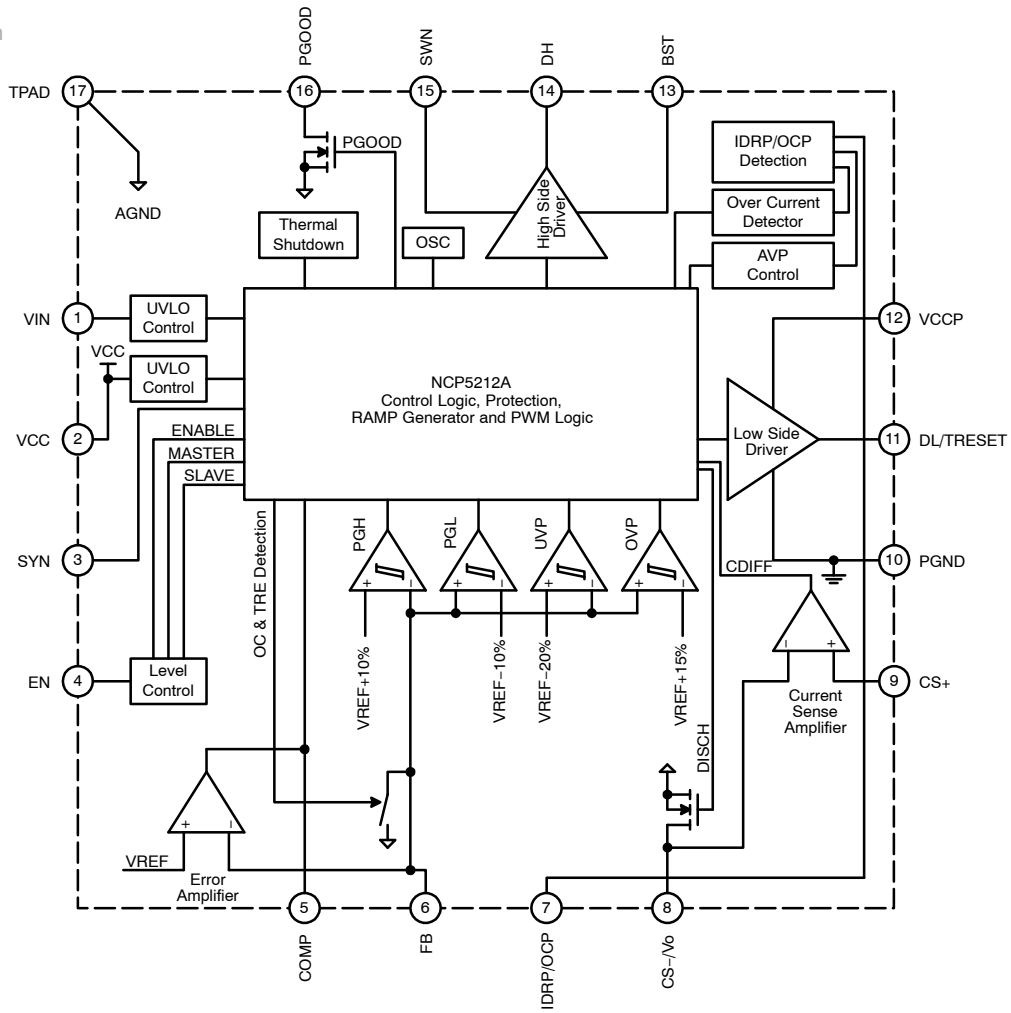 PGOOD
SWN
DH
BST
TPAD
17
16
15
14
13
PGOOD
AGND
Thermal
Shutdown
OSC
High Side
Driver
IDRP/OCP
Detection
Over Current
Detector
AVP
Control
VIN
1
UVLO
Control
12
VCCP
VCC
UVLO
Control
VCC
2
NCP5212A
Control Logic, Protection,
RAMP Generator and PWM Logic
Low Side
Driver
11
DL/TRESET
ENABLE
MASTER
SLAVE
SYN
3
OC & TRE Detection
PGH
PGL
UVP
OVP
+
−
+
−
+
−
+
−
CDIFF
10
PGND
VREF+10%
VREF−10%
VREF−20%
VREF+15%
−
+
EN
4
Level
Control
9
CS+
Current
Sense
Amplifier
DISCH
+
−
VREF
Error
Amplifier
5
6
7
8
COMP
FB
IDRP/OCP
CS−/Vo